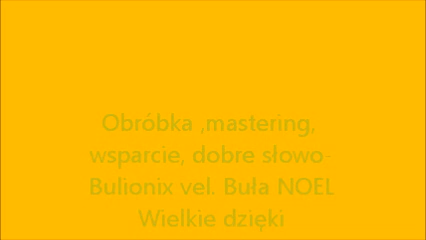 Obróbka ,mastering,
wsparcie, dobre słowo-
Bulionix vel. Buła NOEL
Wielkie dzięki